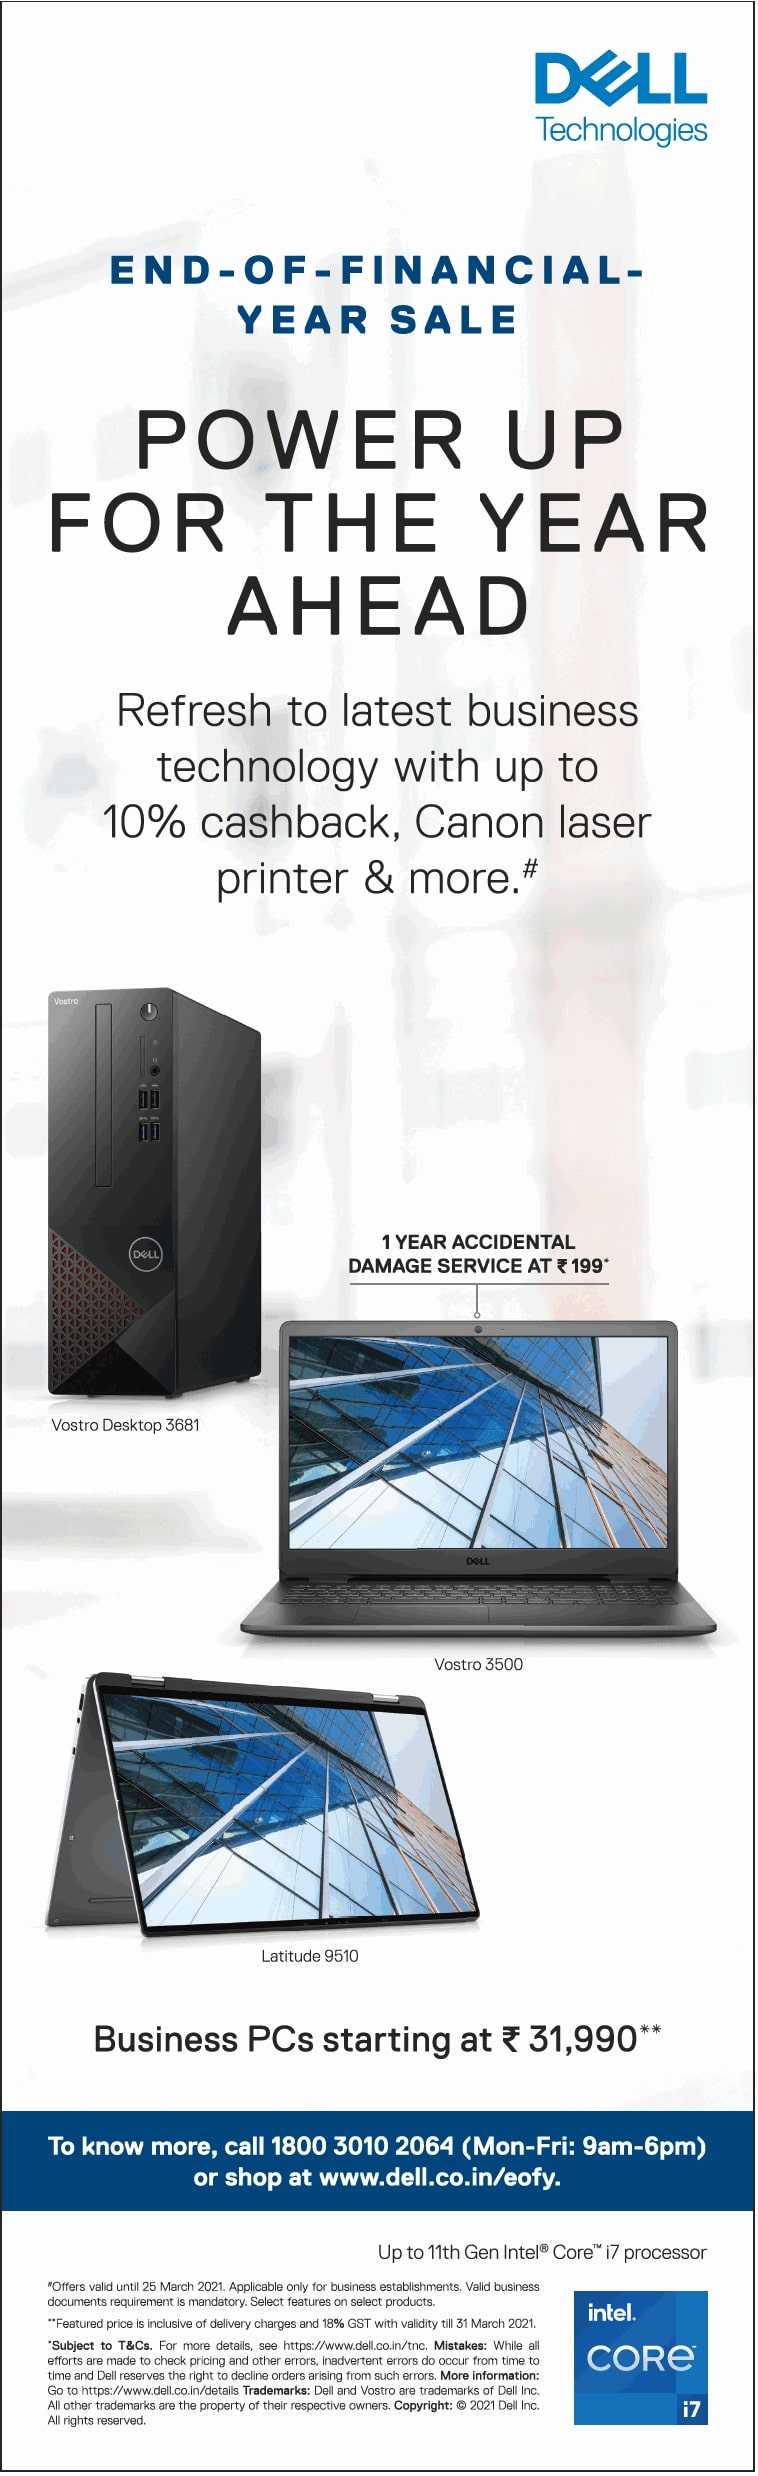 DELL
Technologies
END-OF-FINANCIAL-
YEAR SALE
POWER UP
FOR THE YEAR
AHEAD
Refresh to latest business
technology with up to
10% cashback, Canon laser
printer & more.#
Vostro
DELL
1 YEAR ACCIDENTAL
DAMAGE SERVICE AT ₹ 199*
Vostro Desktop 3681
DELL
Vostro 3500
Latitude 9510
Business PCs starting at ₹ 31,990**
To know more, call 1800 3010 2064 (Mon-Fri: 9am-6pm)
or shop at www.dell.co.in/eofy.
Up to 11th Gen Intel® Core™ i7 processor
#Offers valid until 25 March 2021. Applicable only for business establishments. Valid business
documents requirement is mandatory. Select features on select products.
**Featured price is inclusive of delivery charges and 18% GST with validity till 31 March 2021.
*Subject to T&Cs. For more details, see https://www.dell.co.in/tnc. Mistakes: While all
efforts are made to check pricing and other errors, inadvertent errors do occur from time to
time and Dell reserves the right to decline orders arising from such errors. More information:
Go to https://www.dell.co.in/details Trademarks: Dell and Vostro are trademarks of Dell Inc.
All other trademarks are the property of their respective owners. Copyright: © 2021 Dell Inc.
All rights reserved.
intel.
CORe™
i7